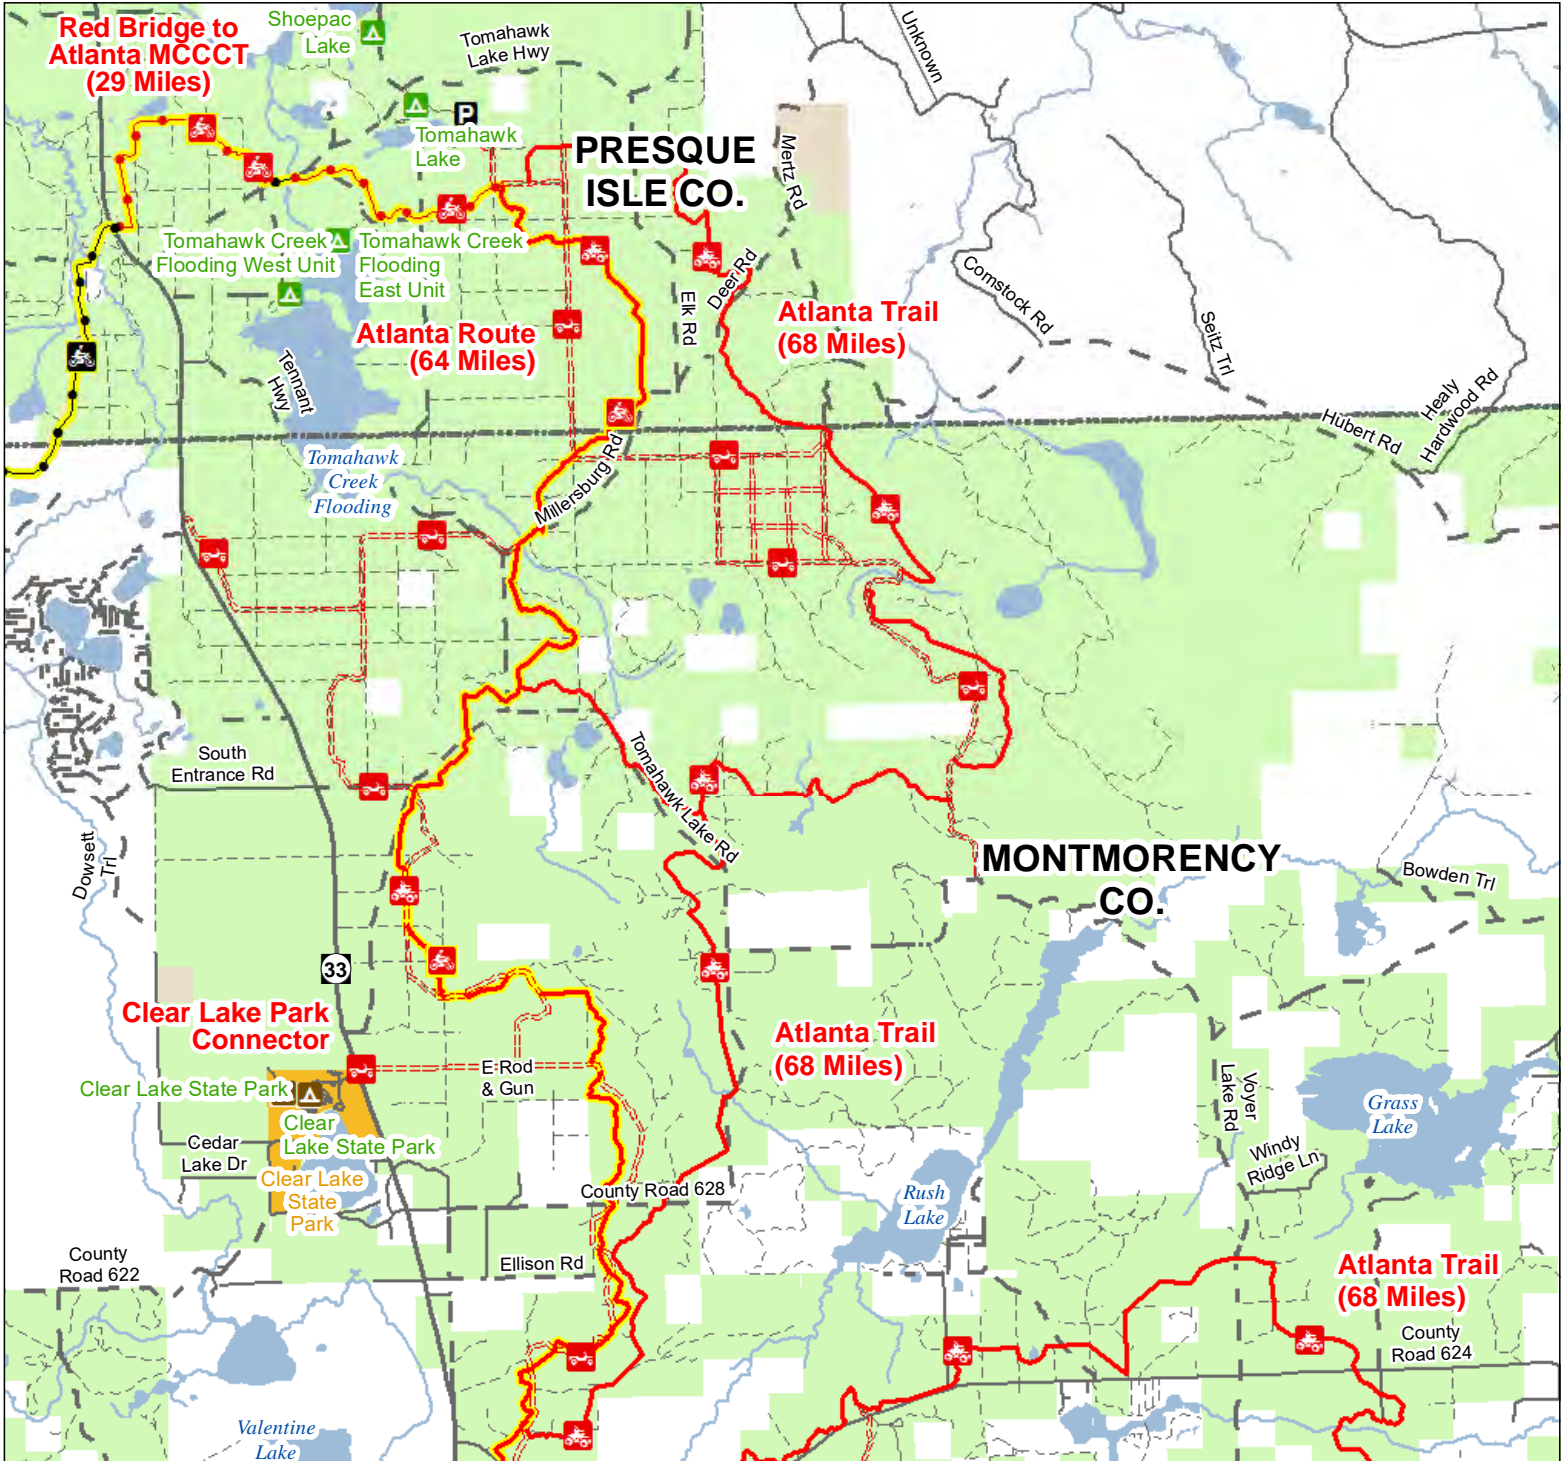 Red Bridge to
Atlanta MCCCT
(29 Miles)
Shoepac
Lake
Tomahawk
Lake Hwy
Unknown
P
Tomahawk
Lake
PRESQUE
ISLE CO.
Mertz Rd
Tomahawk Creek
Flooding West Unit
Tomahawk Creek
Flooding
East Unit
Deer Rd
Elk Rd
Comstock Rd
Seitz Trl
Atlanta Route
(64 Miles)
Atlanta Trail
(68 Miles)
Tennant
Hwy
Healy
Hardwood Rd
Hubert Rd
Tomahawk
Creek
Flooding
Millersburg Rd
South
Entrance Rd
Tomahawk Lake Rd
Dowsett
Trl
MONTMORENCY
CO.
Bowden Trl
33
Clear Lake Park
Connector
Atlanta Trail
(68 Miles)
E Rod
& Gun
Clear Lake State Park
Clear
Lake State Park
Voyer
Lake Rd
Grass
Lake
Cedar
Lake Dr
Windy
Ridge Ln
Clear Lake
State
Park
County Road 628
Rush
Lake
County
Road 622
Ellison Rd
Atlanta Trail
(68 Miles)
County
Road 624
Valentine
Lake